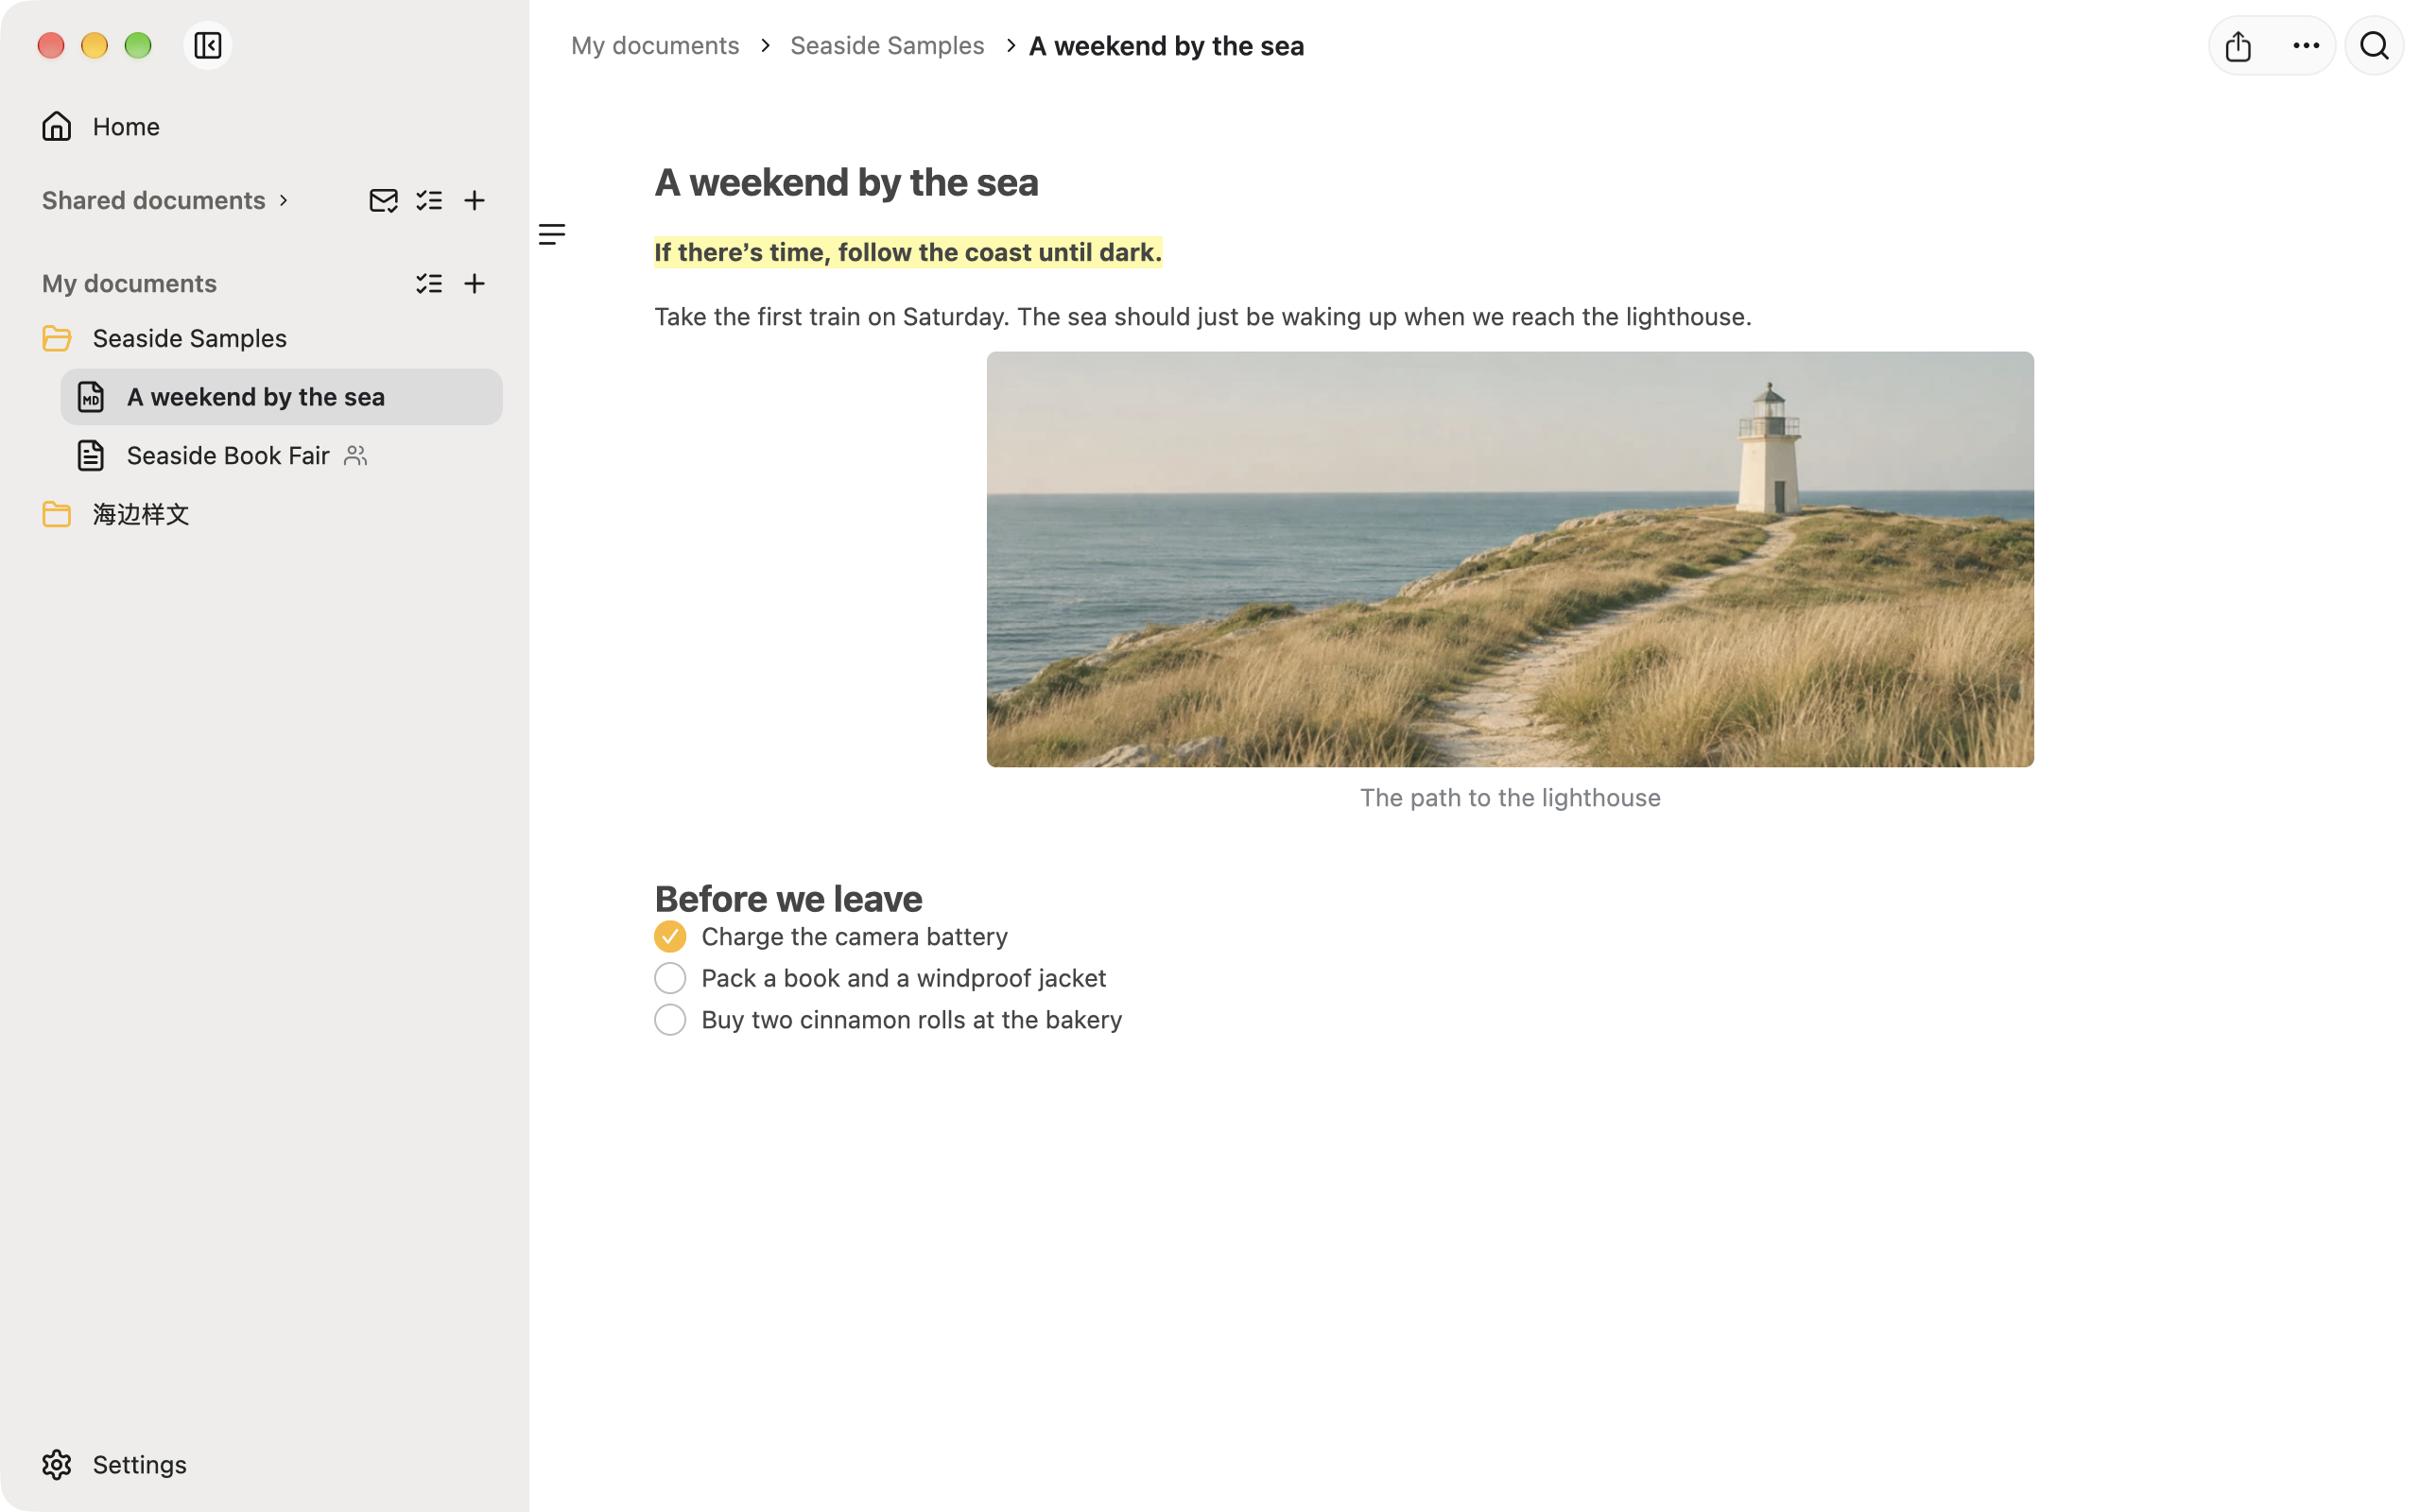 My documents > Seaside Samples > A weekend by the sea
Home
Shared documents >
My documents
Seaside Samples
MD A weekend by the sea
Seaside Book Fair
海边样文
Settings
A weekend by the sea
If there’s time, follow the coast until dark.
Take the first train on Saturday. The sea should just be waking up when we reach the lighthouse.
The path to the lighthouse
Before we leave
Charge the camera battery
Pack a book and a windproof jacket
Buy two cinnamon rolls at the bakery